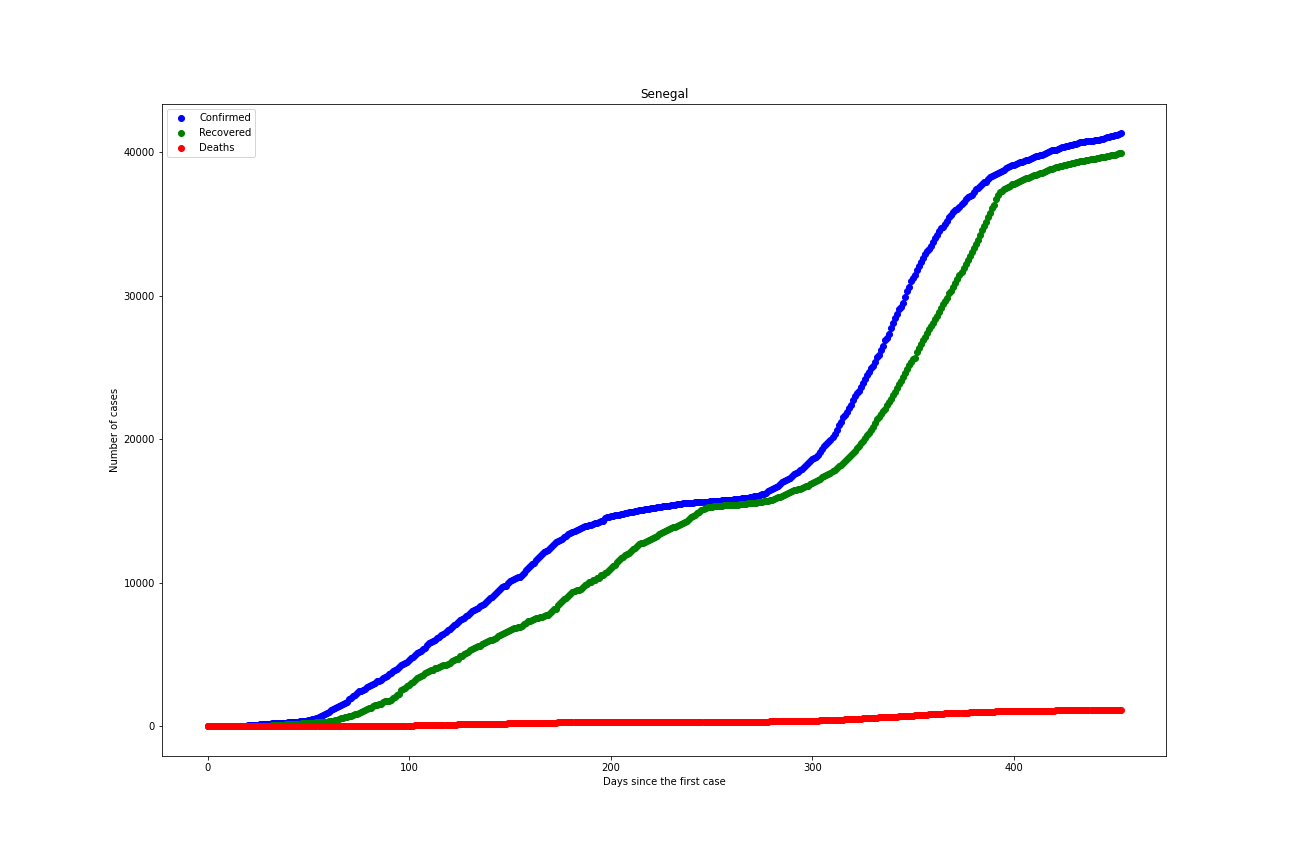 Senegal
Confirmed
Recovered
Deaths
Number of cases
40000
30000
20000
10000
0
0 100 200 300 400
Days since the first case